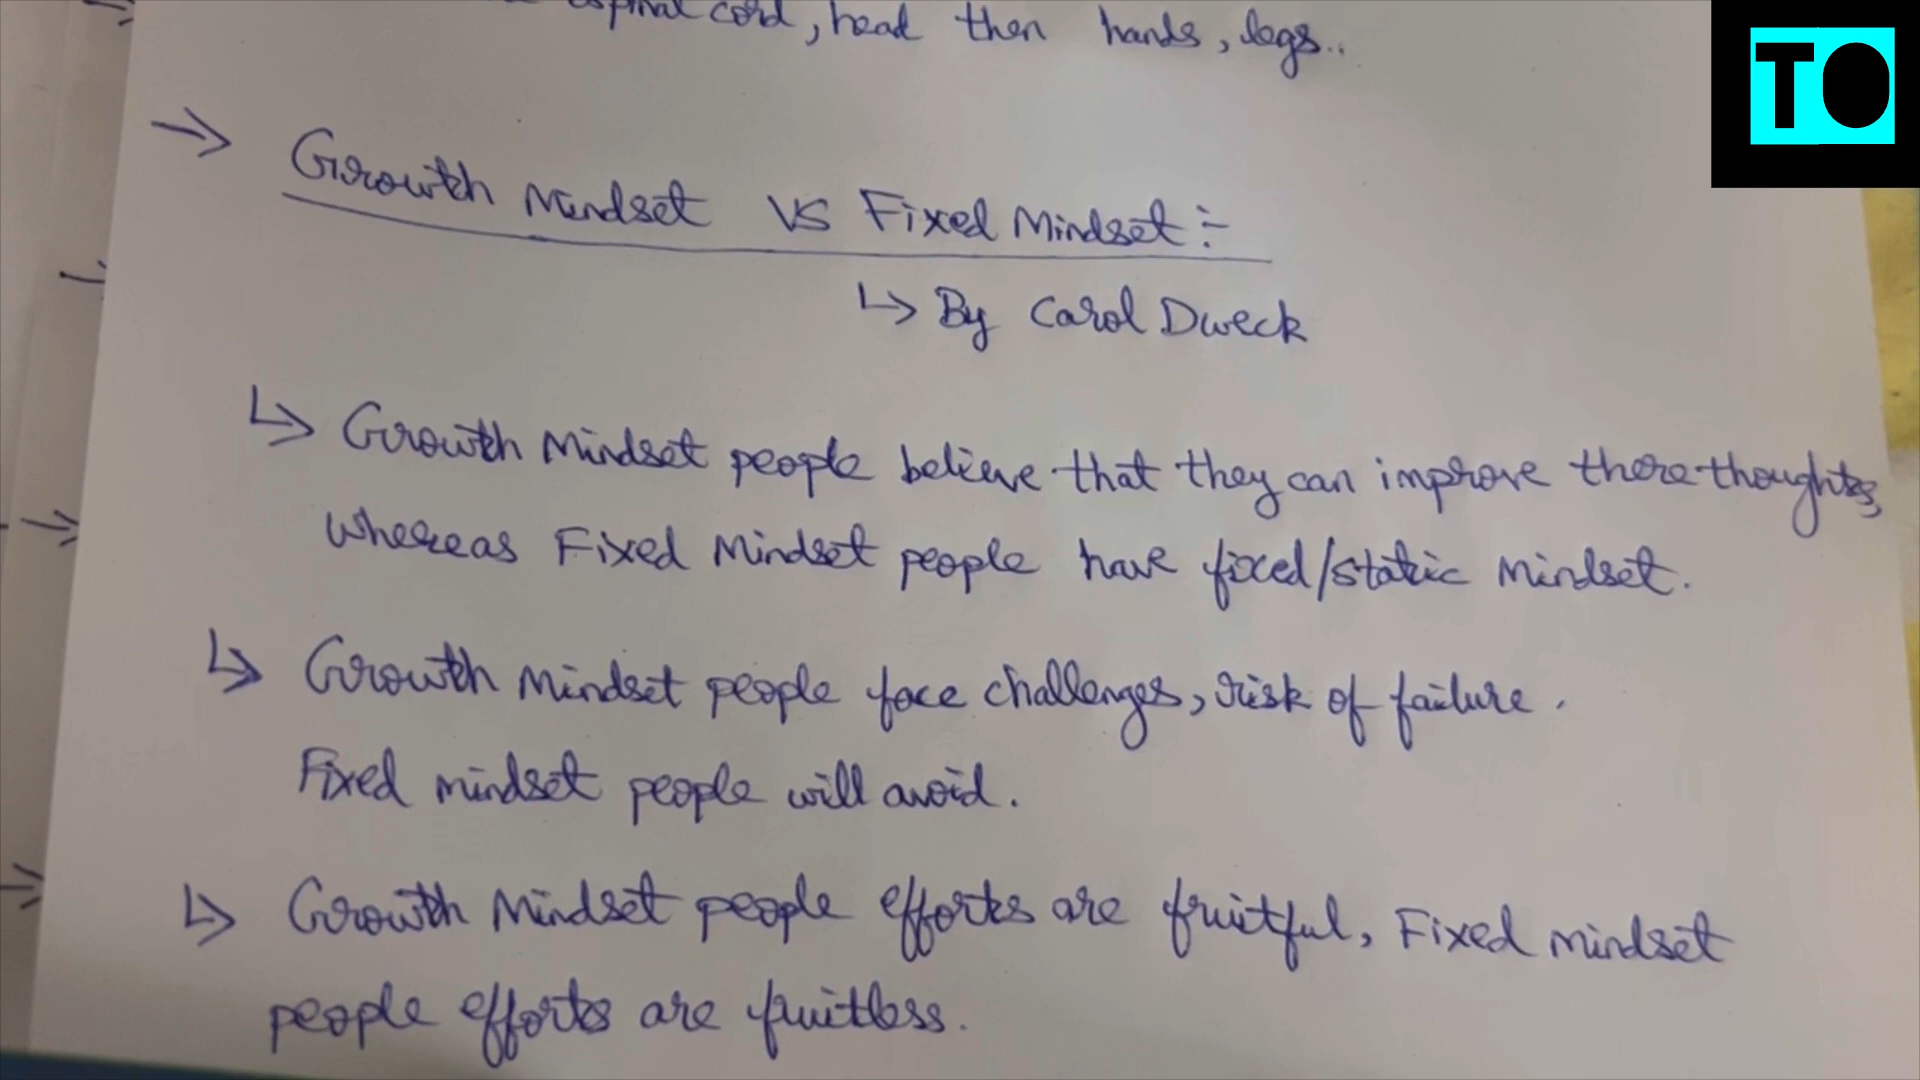 spinal cord, head then hands, legs..
TO
→ Growth Mindset VS Fixed Mindset :-
↳ By Carol Dweck
↳ Growth Mindset people believe that they can improve there thoughts,
whereas Fixed Mindset people have fixed/static Mindset.
↳ Growth Mindset people face challenges, risk of failure.
Fixed mindset people will avoid.
↳ Growth Mindset people efforts are fruitful, Fixed mindset
people efforts are fruitless.